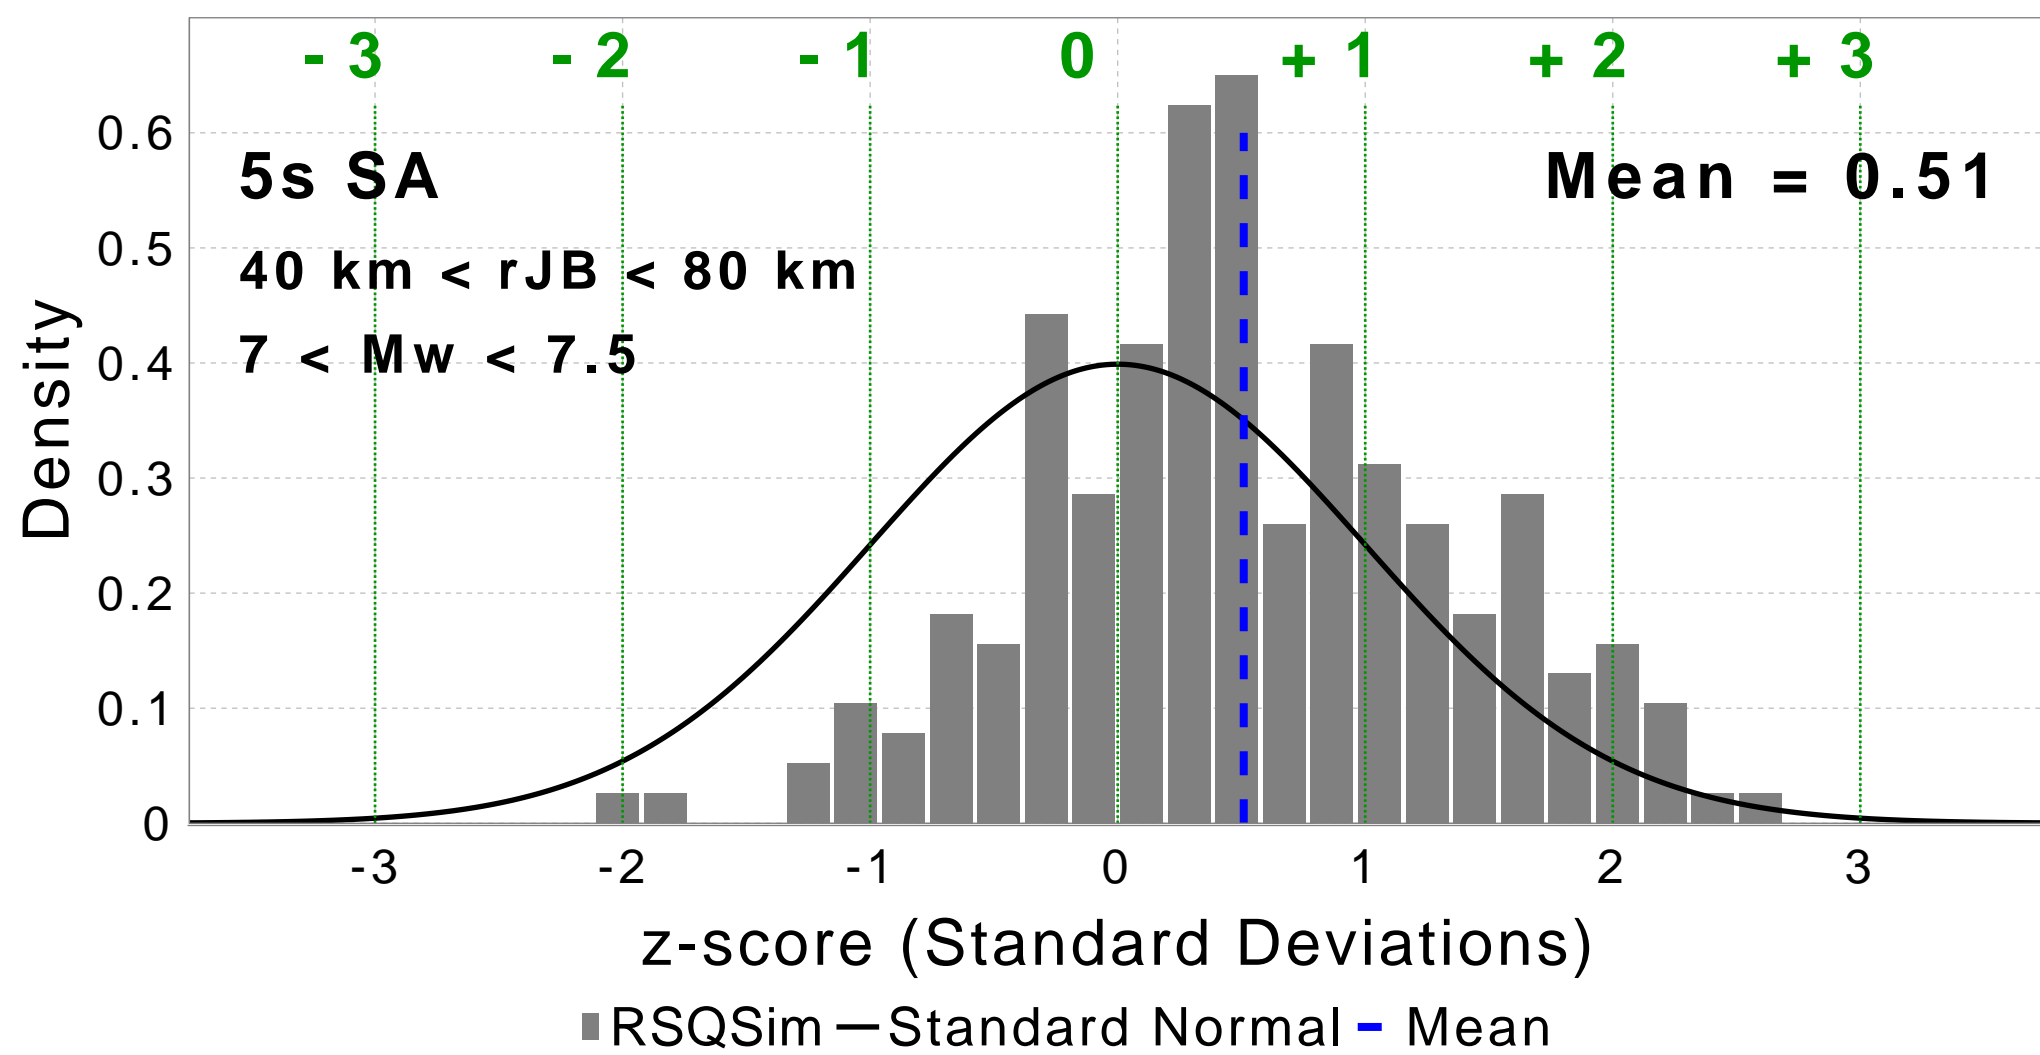 - 3 - 2 - 1 0 + 1 + 2 + 3
0.6
5s SA
Mean = 0.51
0.5
40 km < rJB < 80 km
7 < Mw < 7.5
0.4
0.3
0.2
0.1
0
Density
-3 -2 -1 0 1 2 3
z-score (Standard Deviations)
RSQSim Standard Normal Mean